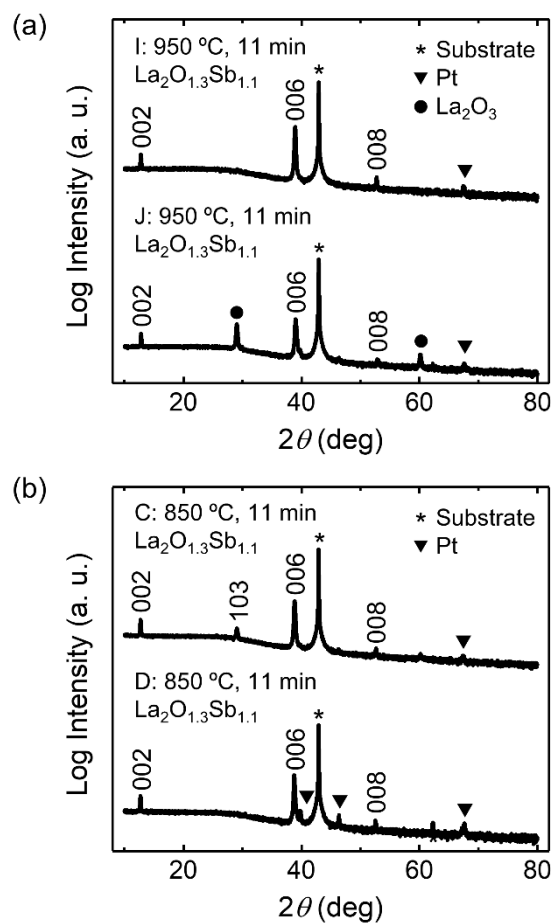 (a)
I: 950 ºC, 11 min
La₂O₁.₃Sb₁.₁
* Substrate
▼ Pt
● La₂O₃
002
006
*
008
▼
J: 950 ºC, 11 min
La₂O₁.₃Sb₁.₁
002
●
006
*
008
●
▼
Log Intensity (a. u.)
20 40 60 80
2θ (deg)
(b)
C: 850 ºC, 11 min
La₂O₁.₃Sb₁.₁
* Substrate
▼ Pt
002
103
006
*
008
▼
D: 850 ºC, 11 min
La₂O₁.₃Sb₁.₁
002
006
▼
*
▼
008
▼
Log Intensity (a. u.)
20 40 60 80
2θ (deg)